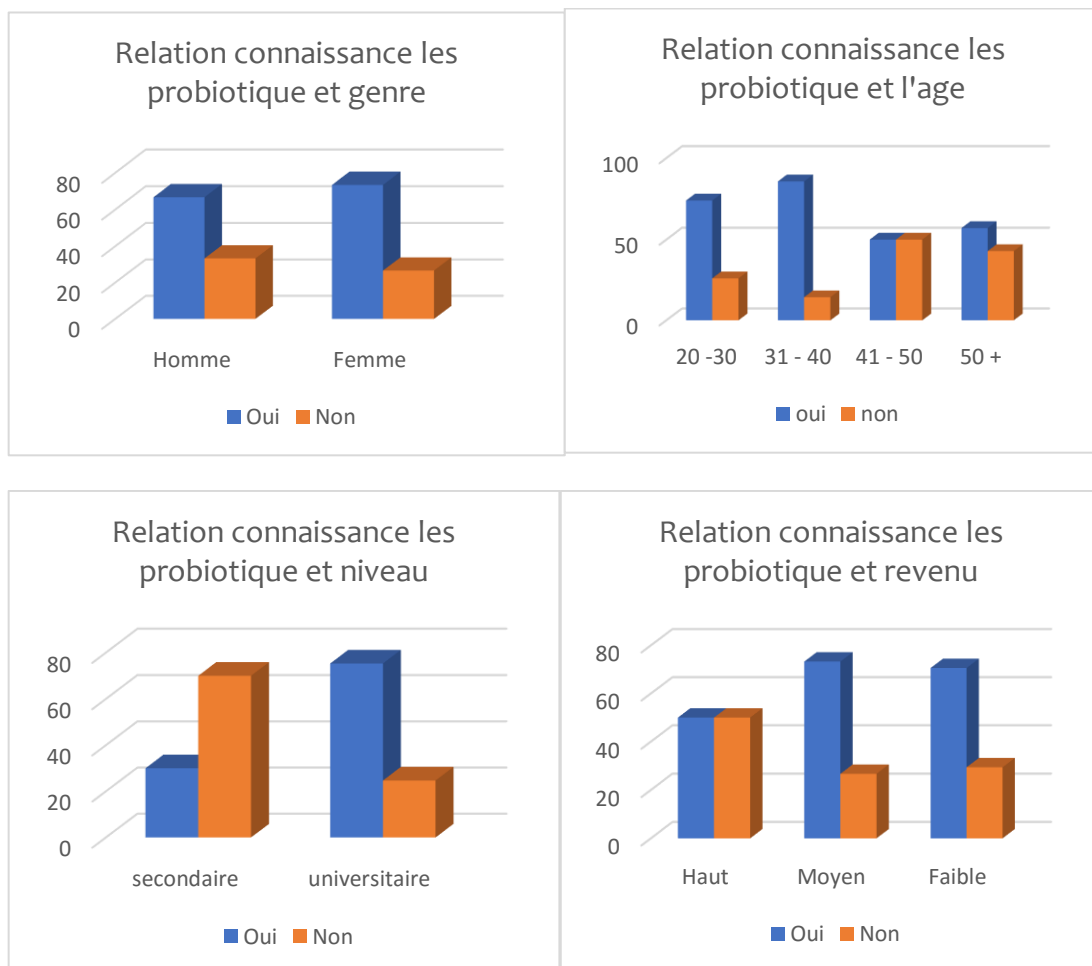 Relation connaissance les
probiotique et genre
80
60
40
20
0
Homme Femme
Oui Non
Relation connaissance les
probiotique et l'age
100
50
0
20 -30 31 - 40 41 - 50 50 +
oui non
Relation connaissance les
probiotique et niveau
80
60
40
20
0
secondaire universitaire
Oui Non
Relation connaissance les
probiotique et revenu
80
60
40
20
0
Haut Moyen Faible
Oui Non